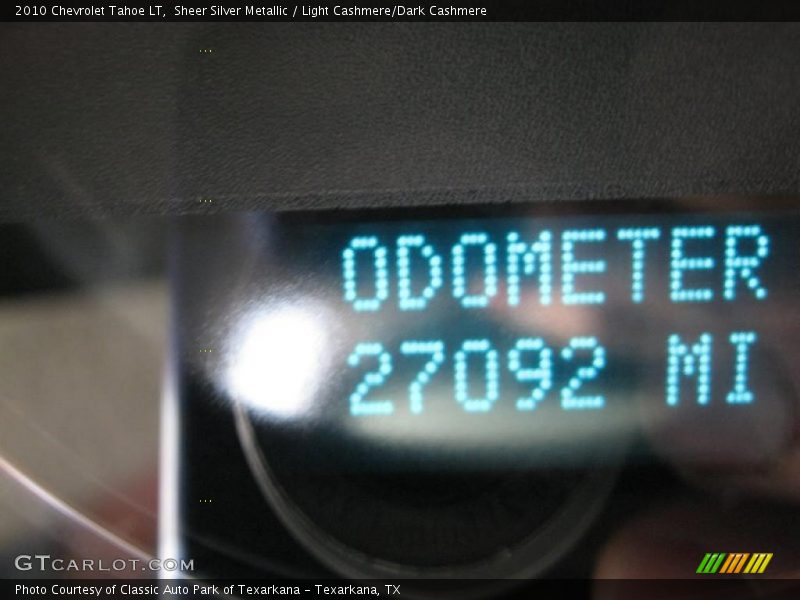 2010 Chevrolet Tahoe LT,  Sheer Silver Metallic / Light Cashmere/Dark Cashmere
ODOMETER
27092 MI
GTCARLOT.COM
Photo Courtesy of Classic Auto Park of Texarkana - Texarkana, TX